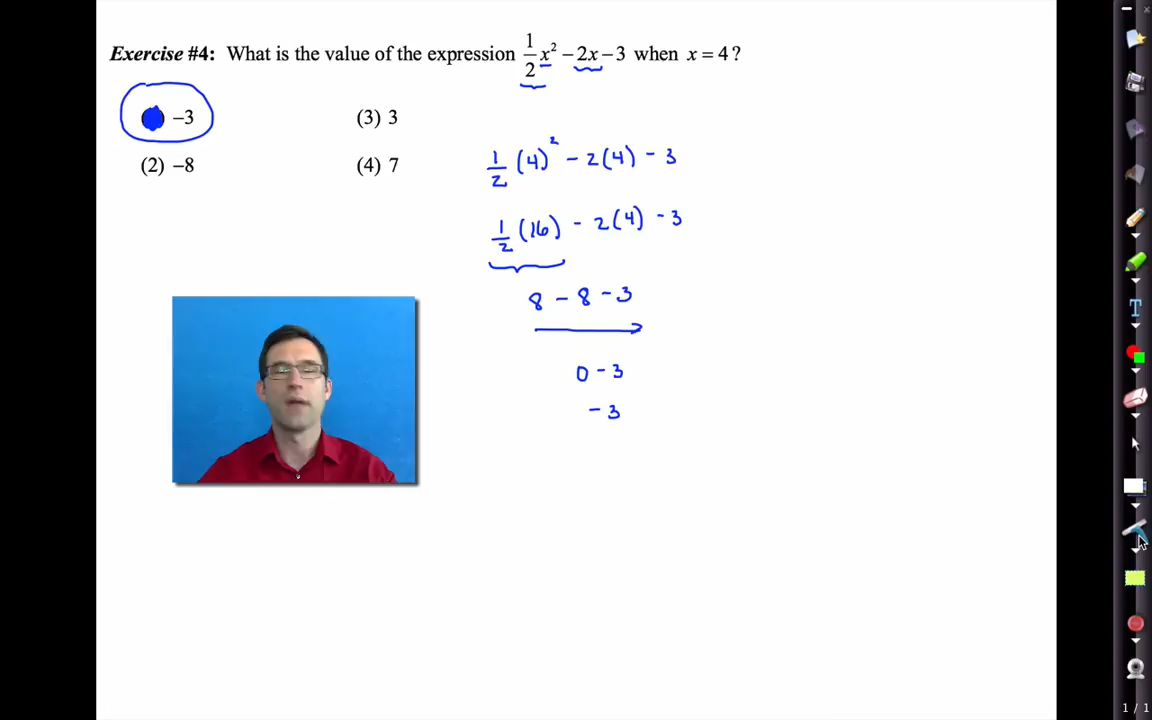 Exercise #4: What is the value of the expression 1/2 x² − 2x − 3 when x = 4?
−3
(3) 3
(2) −8
(4) 7
1/2 (4)² − 2(4) − 3
1/2 (16) − 2(4) − 3
8 − 8 − 3
0 − 3
− 3
T
1 / 1